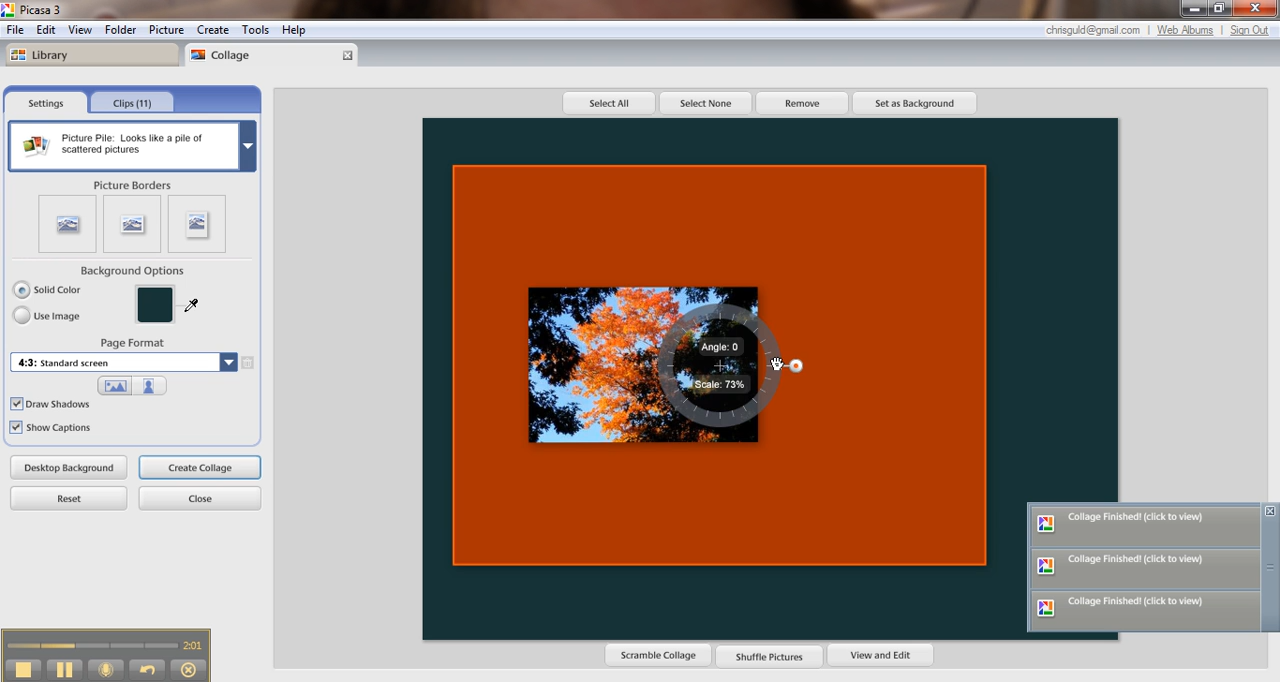 Picasa 3
File Edit View Folder Picture Create Tools Help
chrisguld@gmail.com | Web Albums | Sign Out
Library
Collage
Settings
Clips (11)
Picture Pile: Looks like a pile of
scattered pictures
Picture Borders
Background Options
Solid Color
Use Image
Page Format
4:3: Standard screen
Draw Shadows
Show Captions
Desktop Background
Create Collage
Reset
Close
Select All
Select None
Remove
Set as Background
Angle: 0
Scale: 73%
Scramble Collage
Shuffle Pictures
View and Edit
Collage Finished! (click to view)
Collage Finished! (click to view)
Collage Finished! (click to view)
2:01